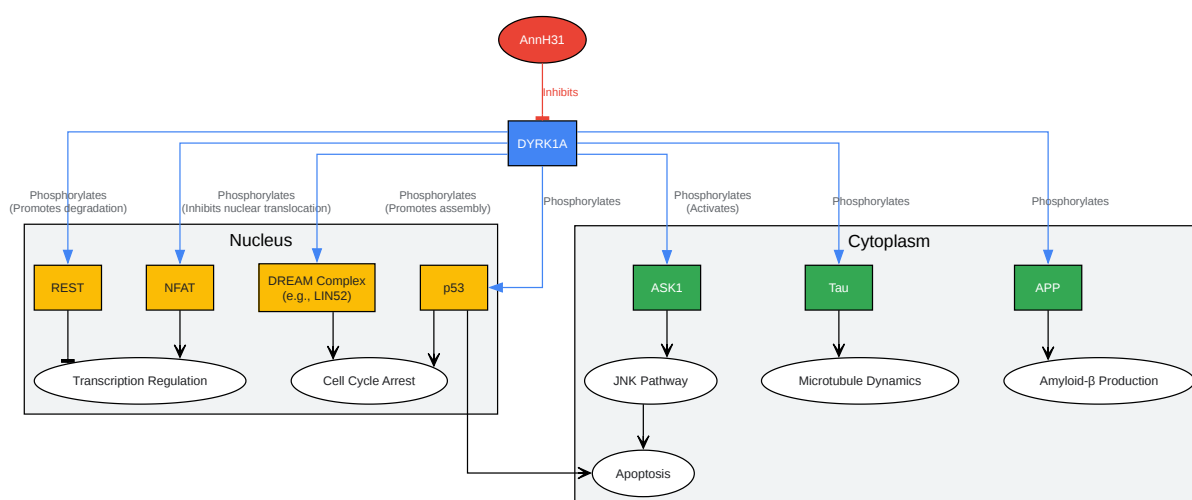 AnnH31
Inhibits
DYRK1A
Phosphorylates
(Promotes degradation)
Phosphorylates
(Inhibits nuclear translocation)
Phosphorylates
(Promotes assembly)
Phosphorylates
Phosphorylates
(Activates)
Phosphorylates
Phosphorylates
Nucleus
Cytoplasm
REST
NFAT
DREAM Complex
(e.g., LIN52)
p53
ASK1
Tau
APP
Transcription Regulation
Cell Cycle Arrest
JNK Pathway
Microtubule Dynamics
Amyloid-β Production
Apoptosis